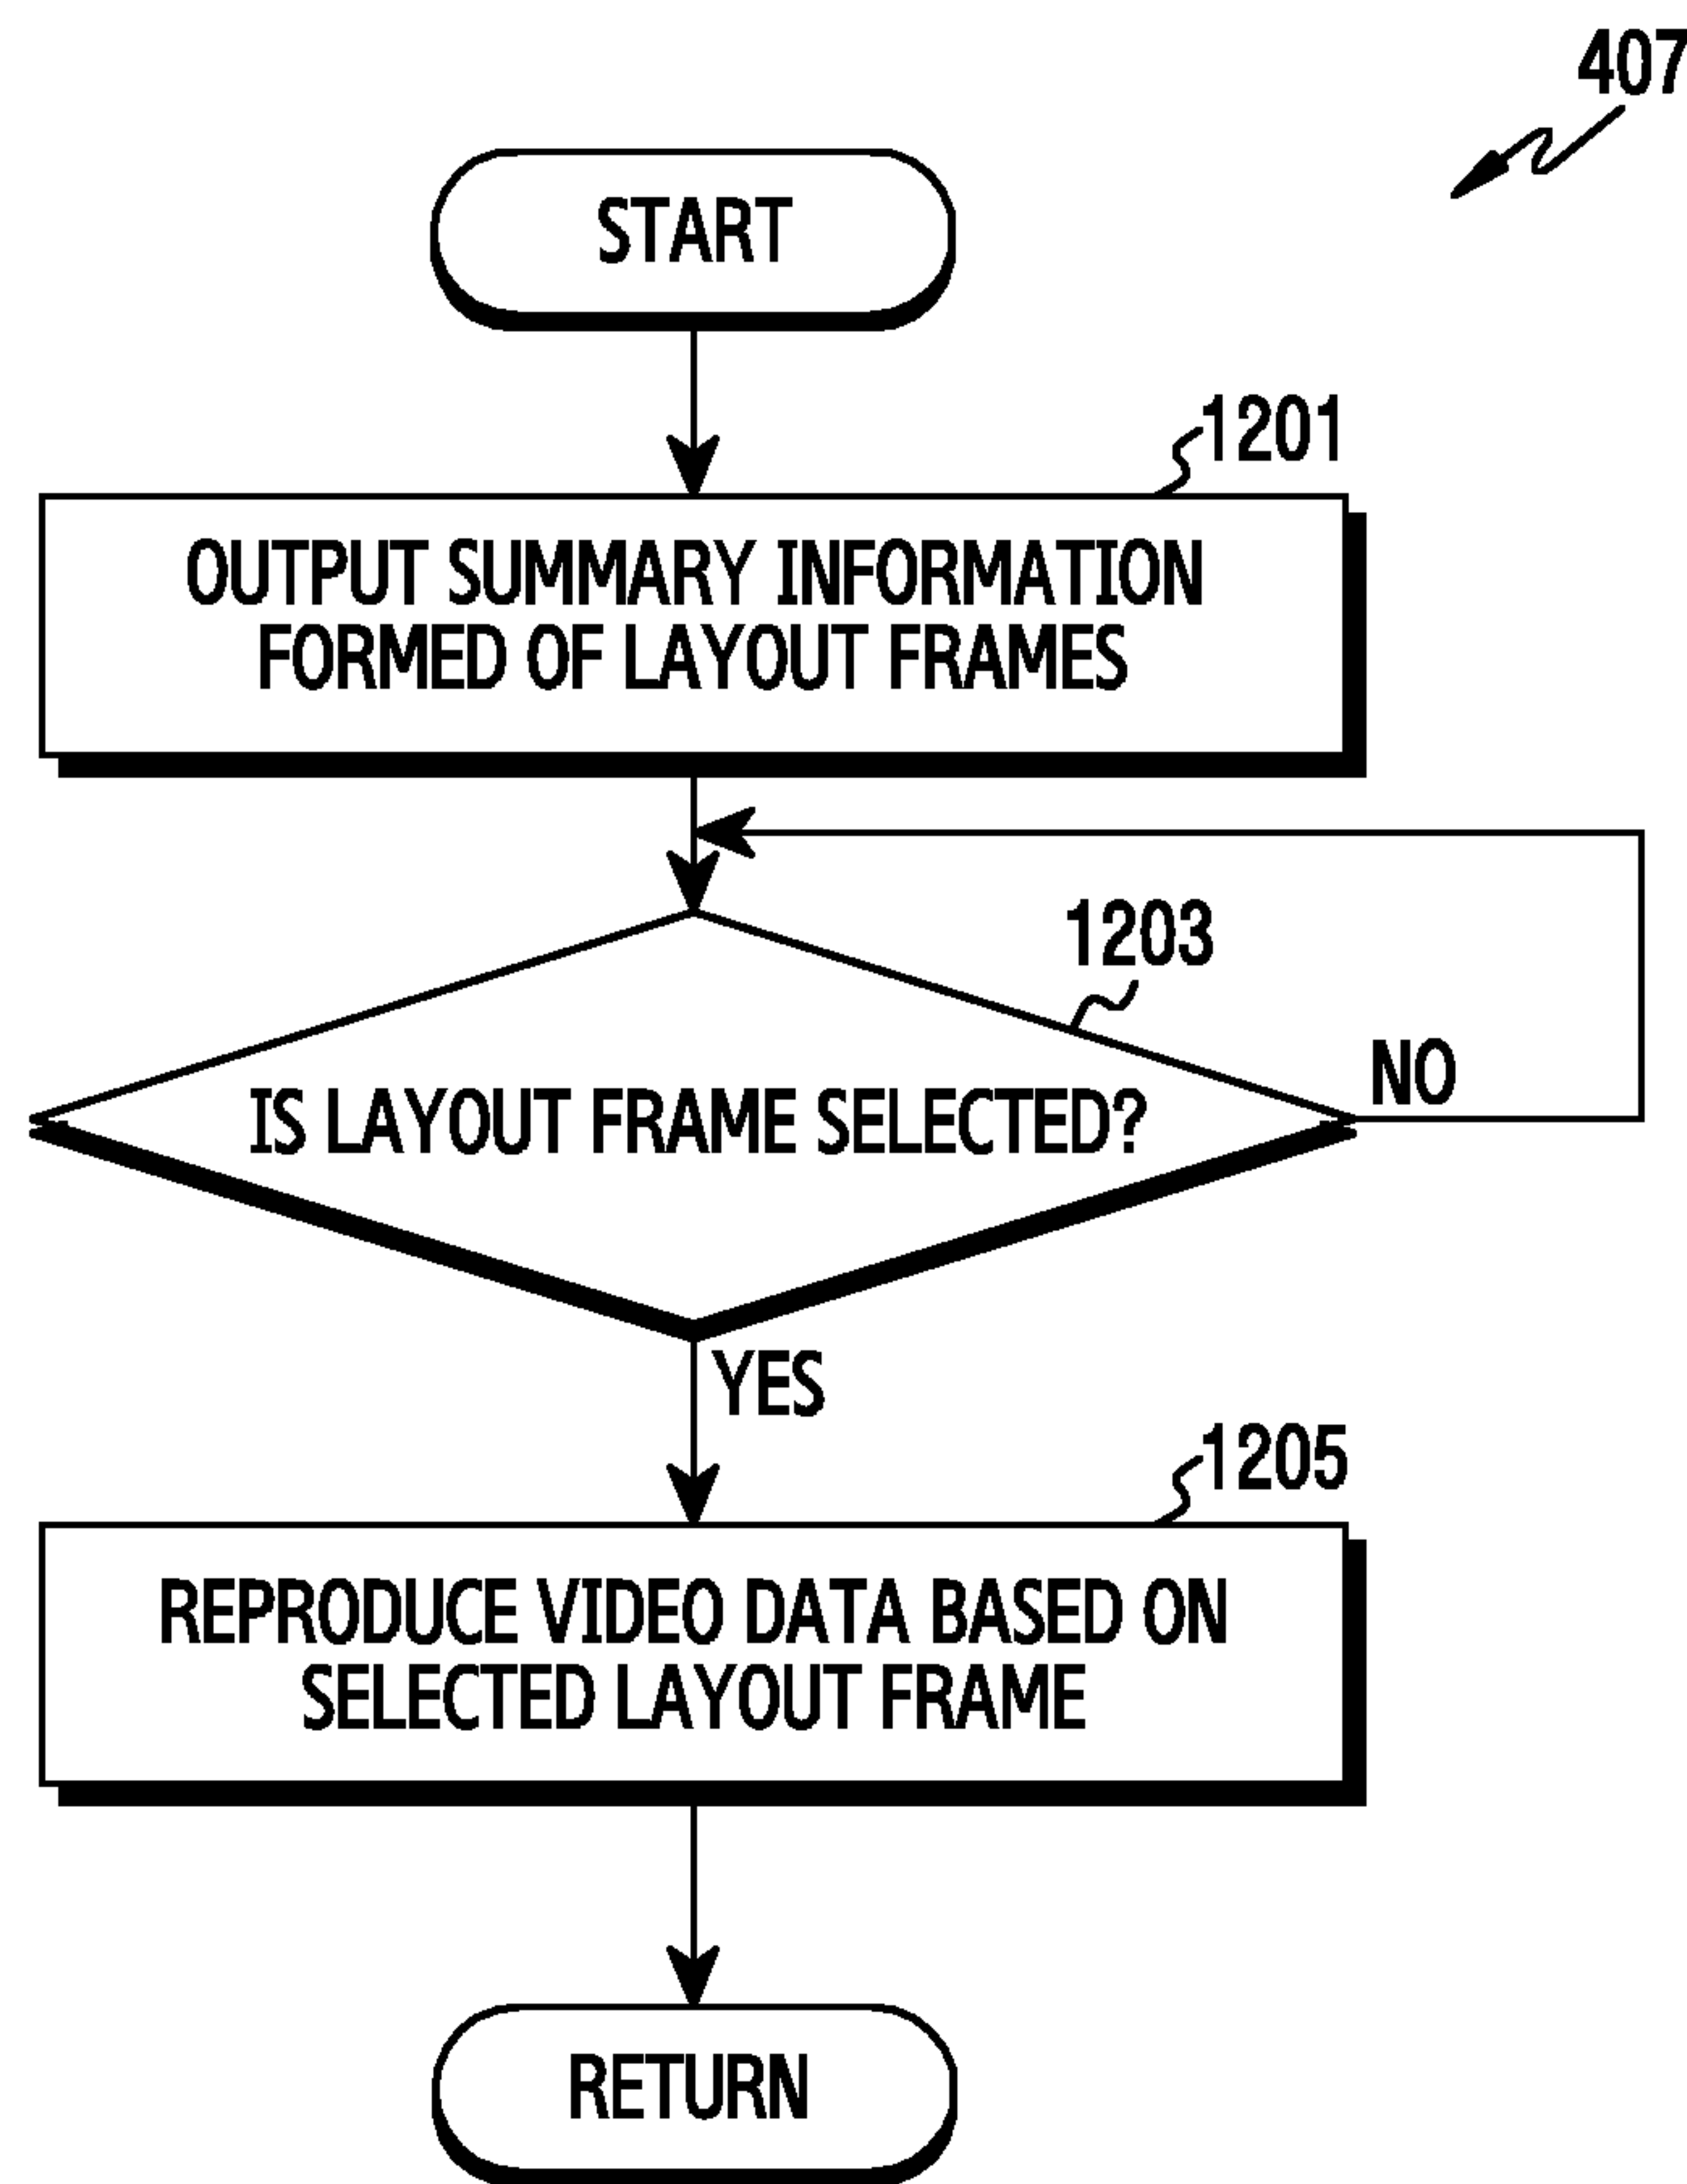 407
START
1201
OUTPUT SUMMARY INFORMATION
FORMED OF LAYOUT FRAMES
1203
IS LAYOUT FRAME SELECTED?
NO
YES
1205
REPRODUCE VIDEO DATA BASED ON
SELECTED LAYOUT FRAME
RETURN